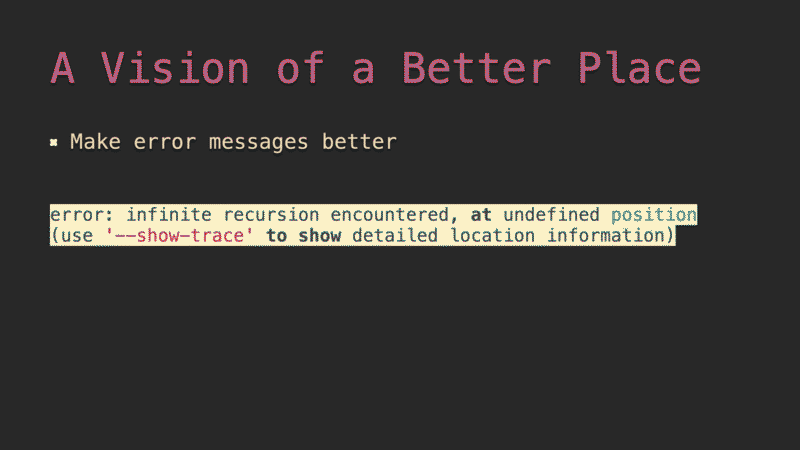 A Vision of a Better Place
Make error messages better
error: infinite recursion encountered, at undefined position
(use '--show-trace' to show detailed location information)